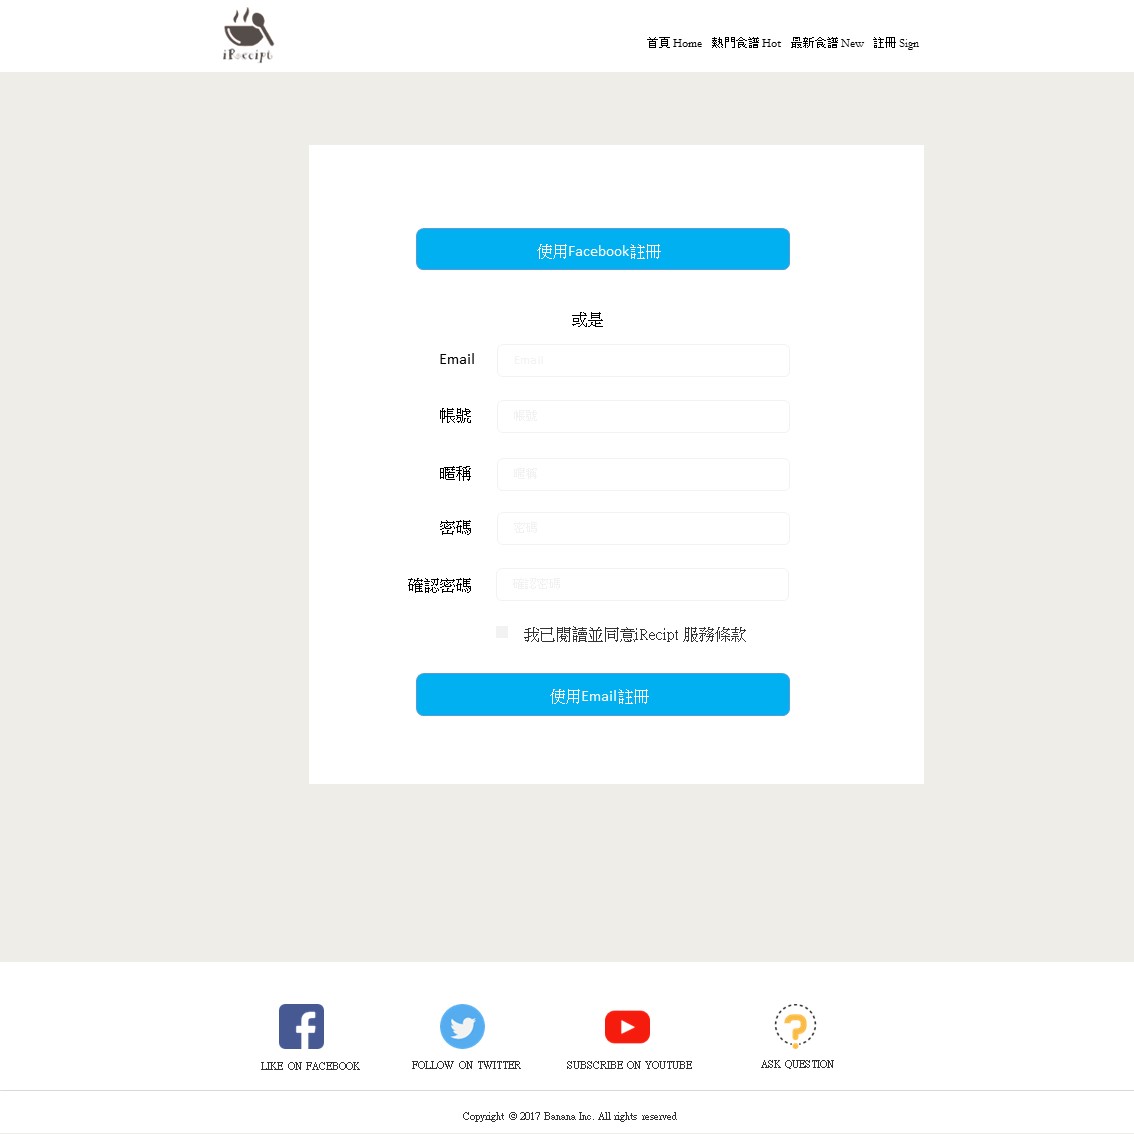 iReceipt
首頁 Home 熱門食譜 Hot 最新食譜 New 註冊 Sign
使用Facebook註冊
或是
Email Email
帳號 帳號
暱稱 暱稱
密碼 密碼
確認密碼 確認密碼
我已閱讀並同意iRecipt 服務條款
使用Email註冊
LIKE ON FACEBOOK FOLLOW ON TWITTER SUBSCRIBE ON YOUTUBE ASK QUESTION
Copyright © 2017 Banana Inc. All rights reserved